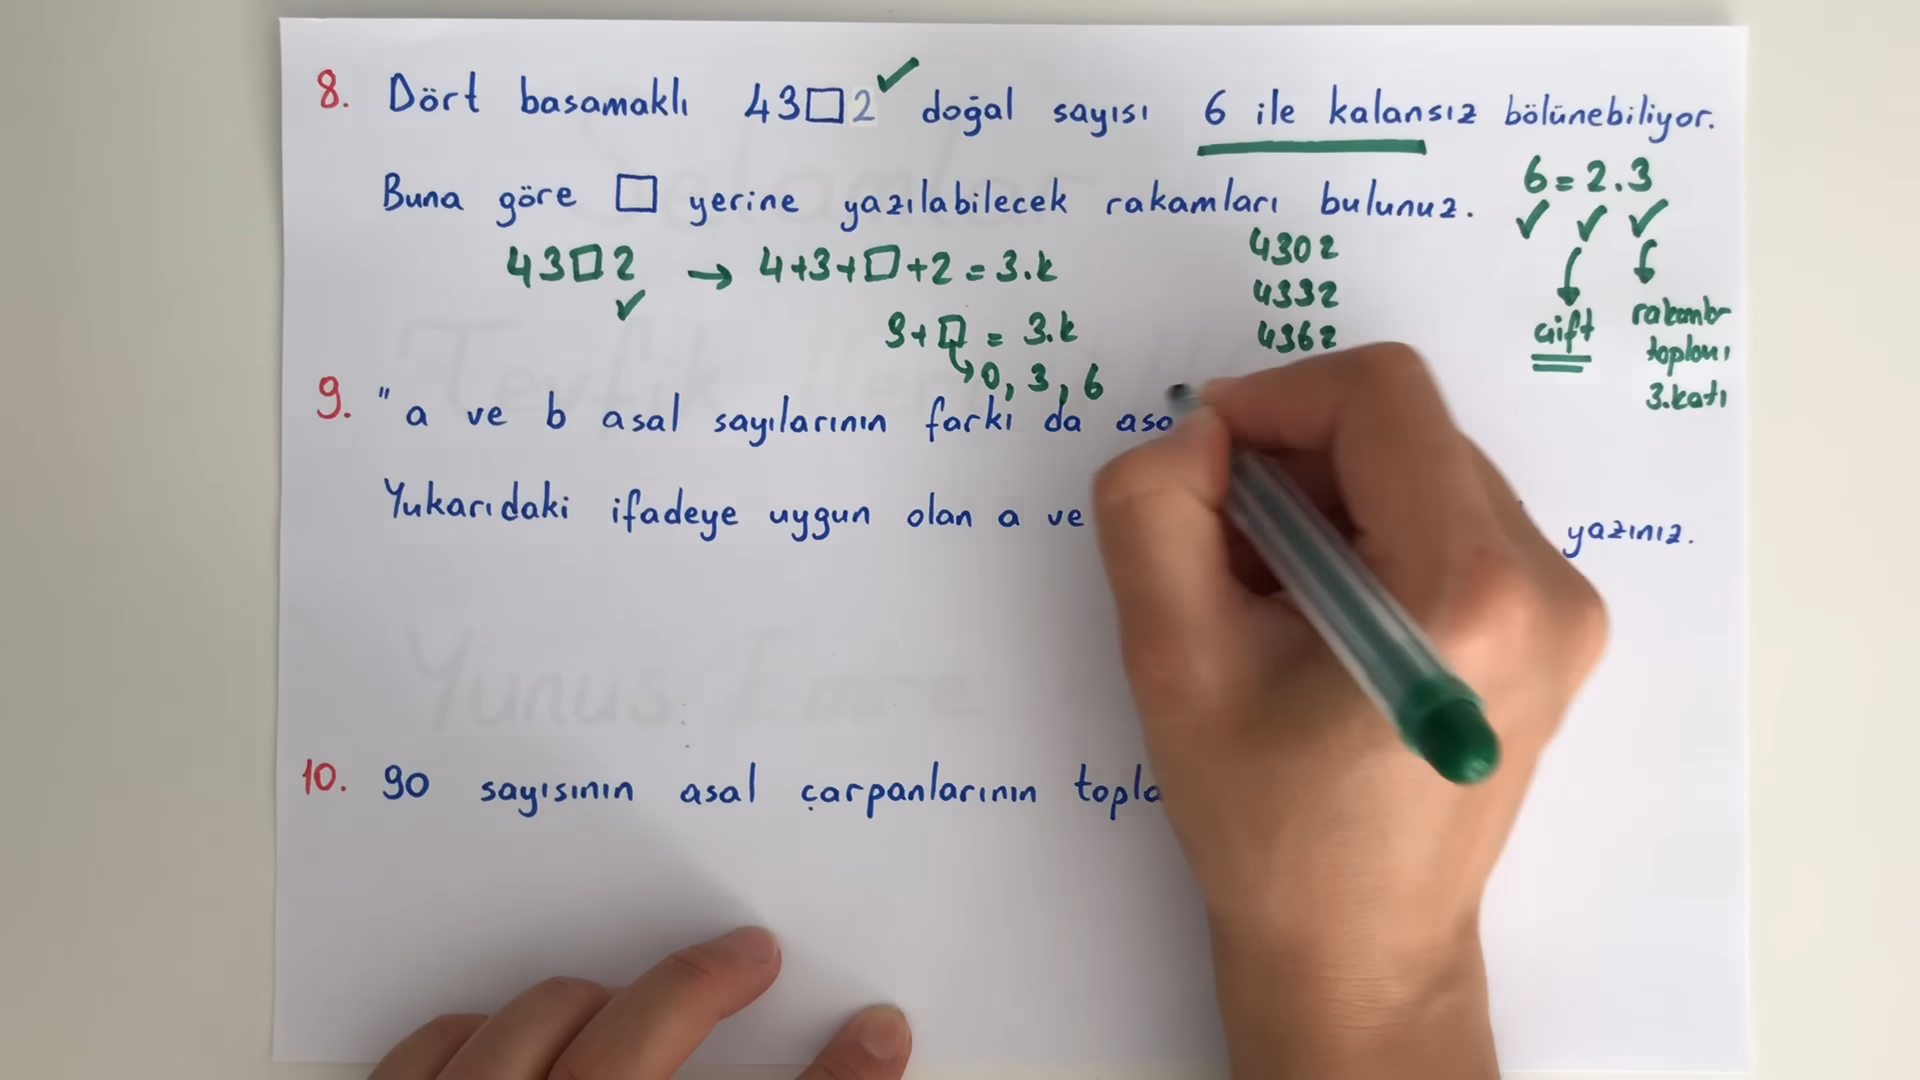 8. Dört basamaklı 43□2 ✓ doğal sayısı 6 ile kalansız bölünebiliyor.
Buna göre □ yerine yazılabilecek rakamları bulunuz.
6=2.3
✓ ✓ ✓
çift
rakamlar
toplamı
3.katı
43□2 → 4+3+□+2=3.k
✓
9+□ = 3.k
0, 3, 6
4302
4332
4362
9. "a ve b asal sayılarının farkı da
Yukarıdaki ifadeye uygun olan a ve yazınız.
10. 90 sayısının asal çarpanlarının